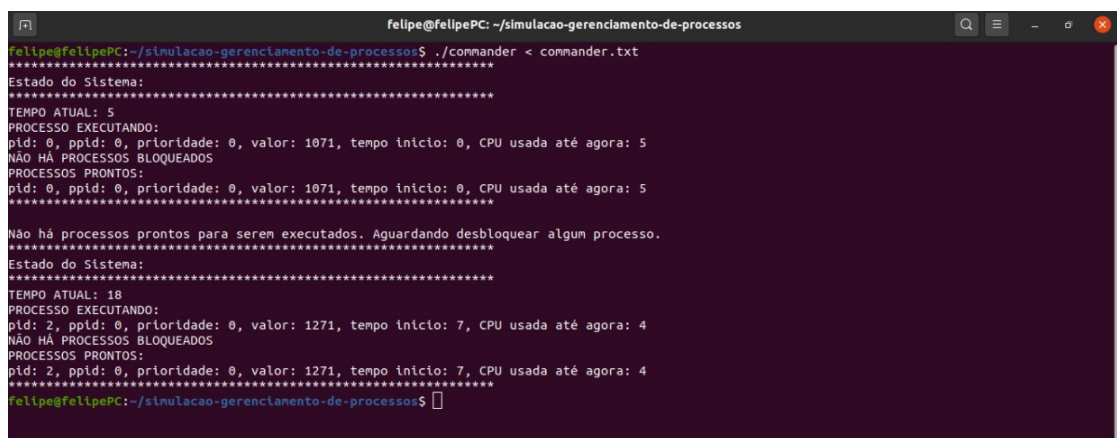 felipe@felipePC: ~/simulacao-gerenciamento-de-processos
felipe@felipePC:~/simulacao-gerenciamento-de-processos$ ./commander < commander.txt
****************************************************************
Estado do Sistema:
****************************************************************
TEMPO ATUAL: 5
PROCESSO EXECUTANDO:
pid: 0, ppid: 0, prioridade: 0, valor: 1071, tempo inicio: 0, CPU usada até agora: 5
NÃO HÁ PROCESSOS BLOQUEADOS
PROCESSOS PRONTOS:
pid: 0, ppid: 0, prioridade: 0, valor: 1071, tempo inicio: 0, CPU usada até agora: 5
****************************************************************
Não há processos prontos para serem executados. Aguardando desbloquear algum processo.
****************************************************************
Estado do Sistema:
****************************************************************
TEMPO ATUAL: 18
PROCESSO EXECUTANDO:
pid: 2, ppid: 0, prioridade: 0, valor: 1271, tempo inicio: 7, CPU usada até agora: 4
NÃO HÁ PROCESSOS BLOQUEADOS
PROCESSOS PRONTOS:
pid: 2, ppid: 0, prioridade: 0, valor: 1271, tempo inicio: 7, CPU usada até agora: 4
****************************************************************
felipe@felipePC:~/simulacao-gerenciamento-de-processos$